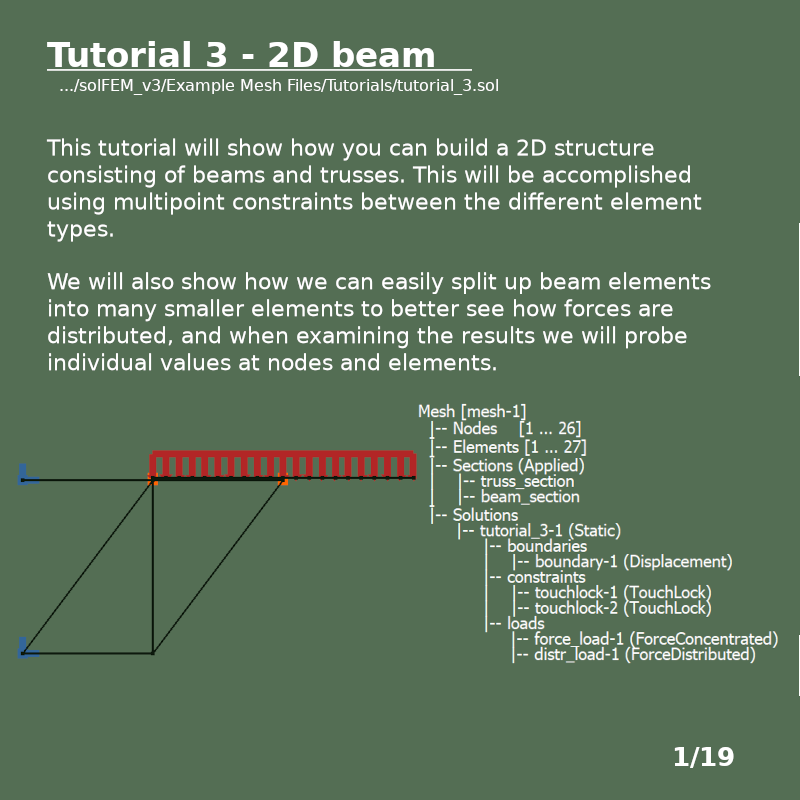 Tutorial 3 - 2D beam
.../solFEM_v3/Example Mesh Files/Tutorials/tutorial_3.sol
This tutorial will show how you can build a 2D structure
consisting of beams and trusses. This will be accomplished
using multipoint constraints between the different element
types.
We will also show how we can easily split up beam elements
into many smaller elements to better see how forces are
distributed, and when examining the results we will probe
individual values at nodes and elements.
Mesh [mesh-1]
|-- Nodes [1 ... 26]
|-- Elements [1 ... 27]
|-- Sections (Applied)
| |-- truss_section
| |-- beam_section
|-- Solutions
|-- tutorial_3-1 (Static)
|-- boundaries
| |-- boundary-1 (Displacement)
|-- constraints
| |-- touchlock-1 (TouchLock)
| |-- touchlock-2 (TouchLock)
|-- loads
|-- force_load-1 (ForceConcentrated)
|-- distr_load-1 (ForceDistributed)
1/19